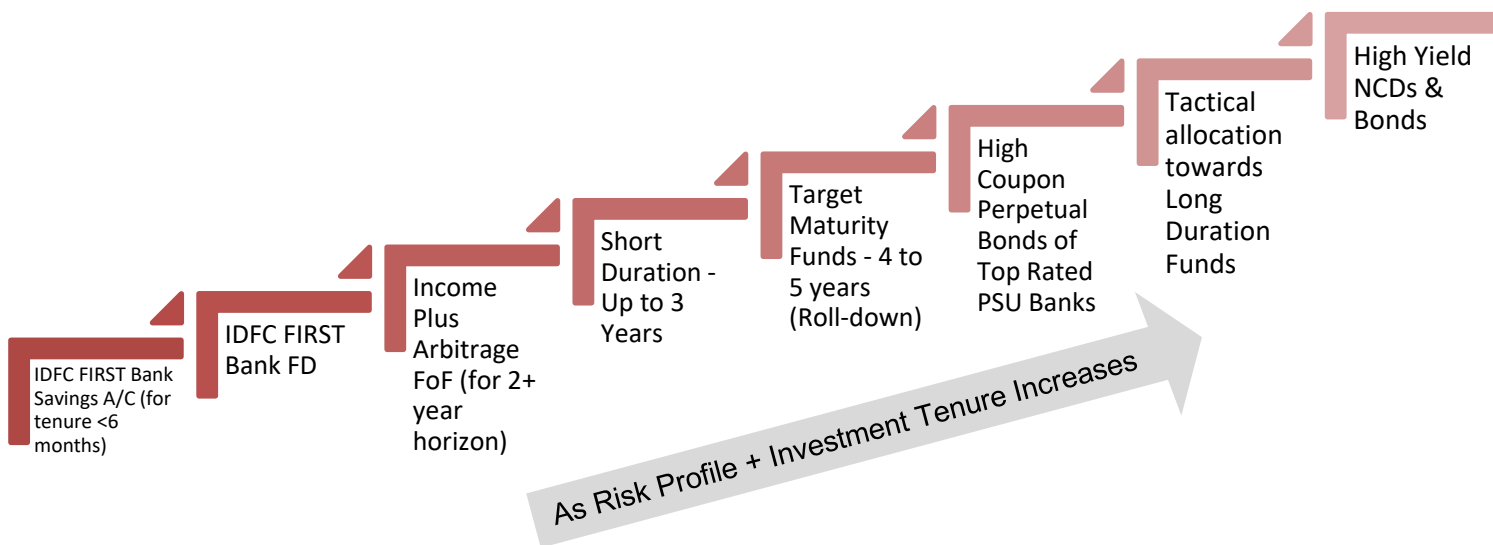 IDFC FIRST Bank
Savings A/C (for
tenure <6
months)
IDFC FIRST
Bank FD
Income
Plus
Arbitrage
FoF (for 2+
year
horizon)
Short
Duration -
Up to 3
Years
Target
Maturity
Funds - 4 to
5 years
(Roll-down)
High
Coupon
Perpetual
Bonds of
Top Rated
PSU Banks
Tactical
allocation
towards
Long
Duration
Funds
High Yield
NCDs &
Bonds
As Risk Profile + Investment Tenure Increases